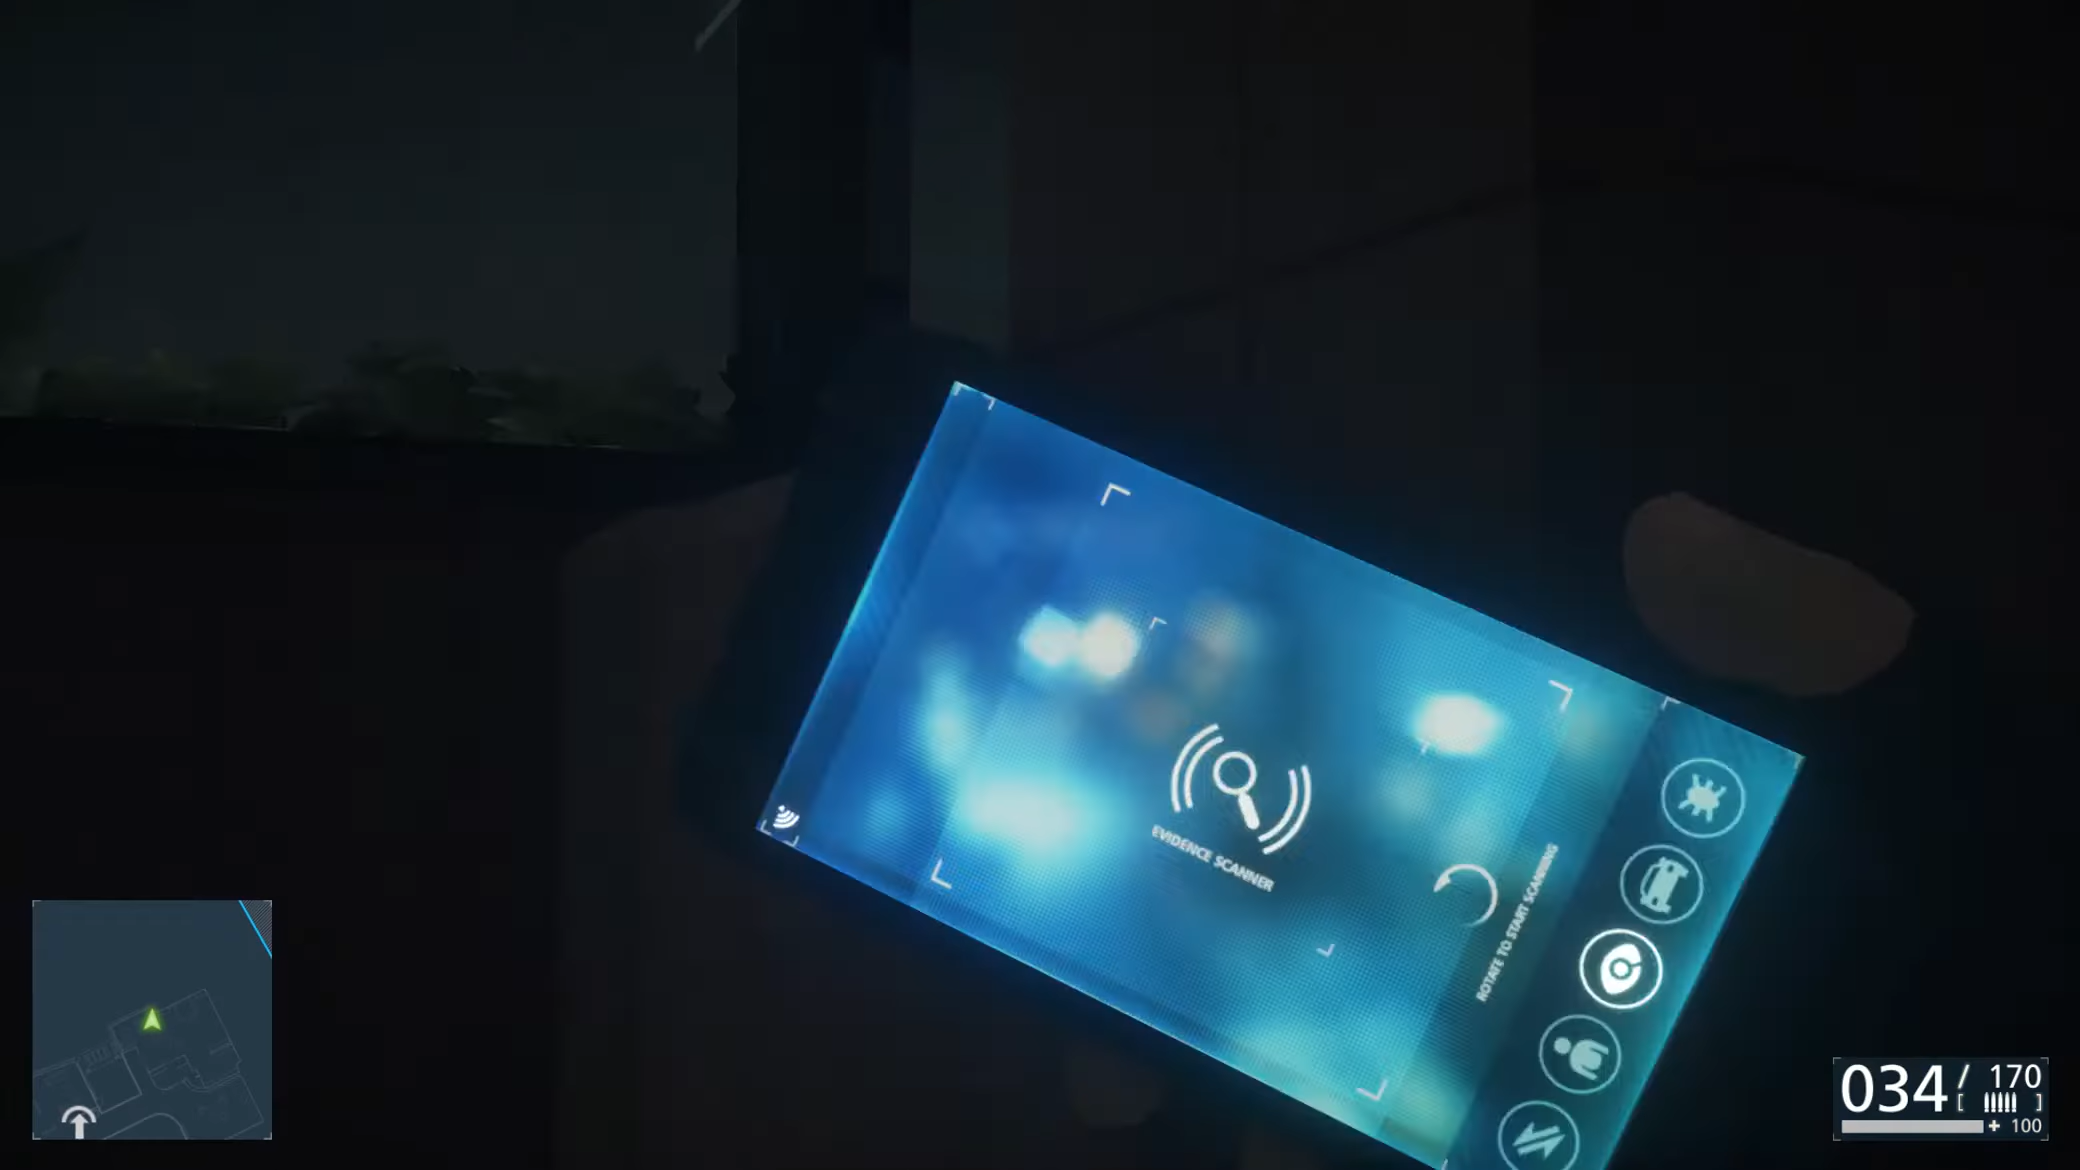 EVIDENCE SCANNER
ROTATE TO START SCANNING
034 / 170
+ 100